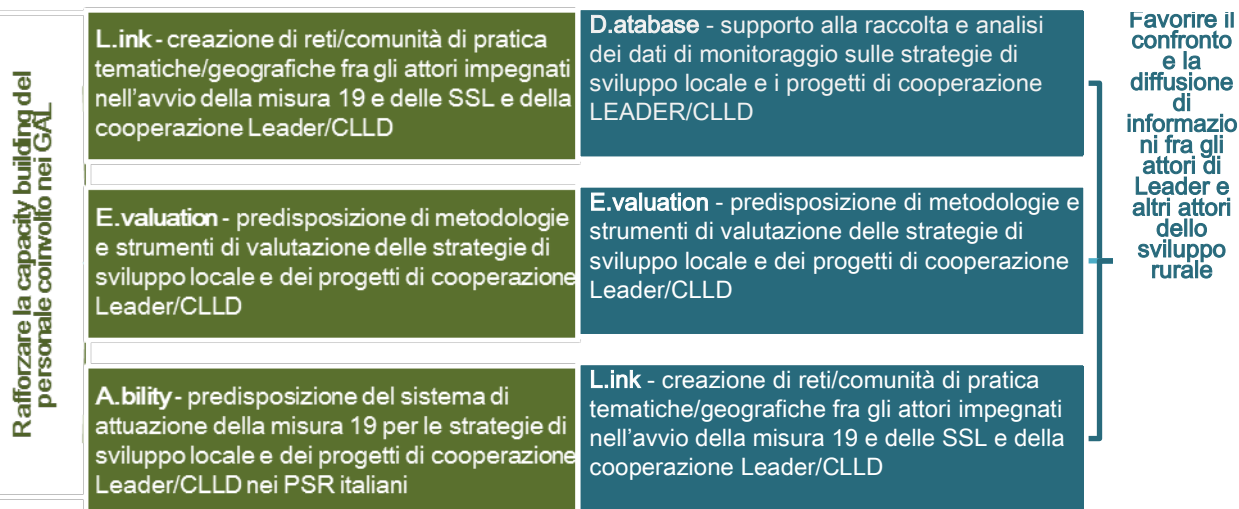 Rafforzare la capacity building del
personale coinvolto nei GAL
L.ink - creazione di reti/comunità di pratica
tematiche/geografiche fra gli attori impegnati
nell'avvio della misura 19 e delle SSL e della
cooperazione Leader/CLLD
E.valuation - predisposizione di metodologie
e strumenti di valutazione delle strategie di
sviluppo locale e dei progetti di cooperazione
Leader/CLLD
A.bility - predisposizione del sistema di
attuazione della misura 19 per le strategie di
sviluppo locale e dei progetti di cooperazione
Leader/CLLD nei PSR italiani
D.atabase - supporto alla raccolta e analisi
dei dati di monitoraggio sulle strategie di
sviluppo locale e i progetti di cooperazione
LEADER/CLLD
E.valuation - predisposizione di metodologie e
strumenti di valutazione delle strategie di
sviluppo locale e dei progetti di cooperazione
Leader/CLLD
L.ink - creazione di reti/comunità di pratica
tematiche/geografiche fra gli attori impegnati
nell'avvio della misura 19 e delle SSL e della
cooperazione Leader/CLLD
Favorire il
confronto
e la
diffusione
di
informazio
ni fra gli
attori di
Leader e
altri attori
dello
sviluppo
rurale